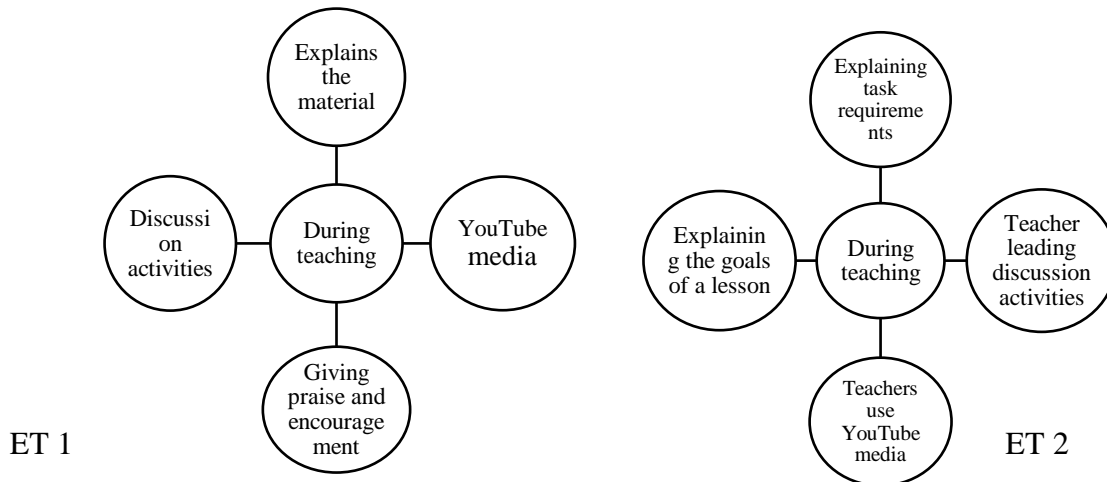 Explains
the
material
Discussi
on
activities
During
teaching
YouTube
media
Giving
praise and
encourage
ment
ET 1
Explaining
task
requireme
nts
Explainin
g the goals
of a lesson
During
teaching
Teacher
leading
discussion
activities
Teachers
use
YouTube
media
ET 2